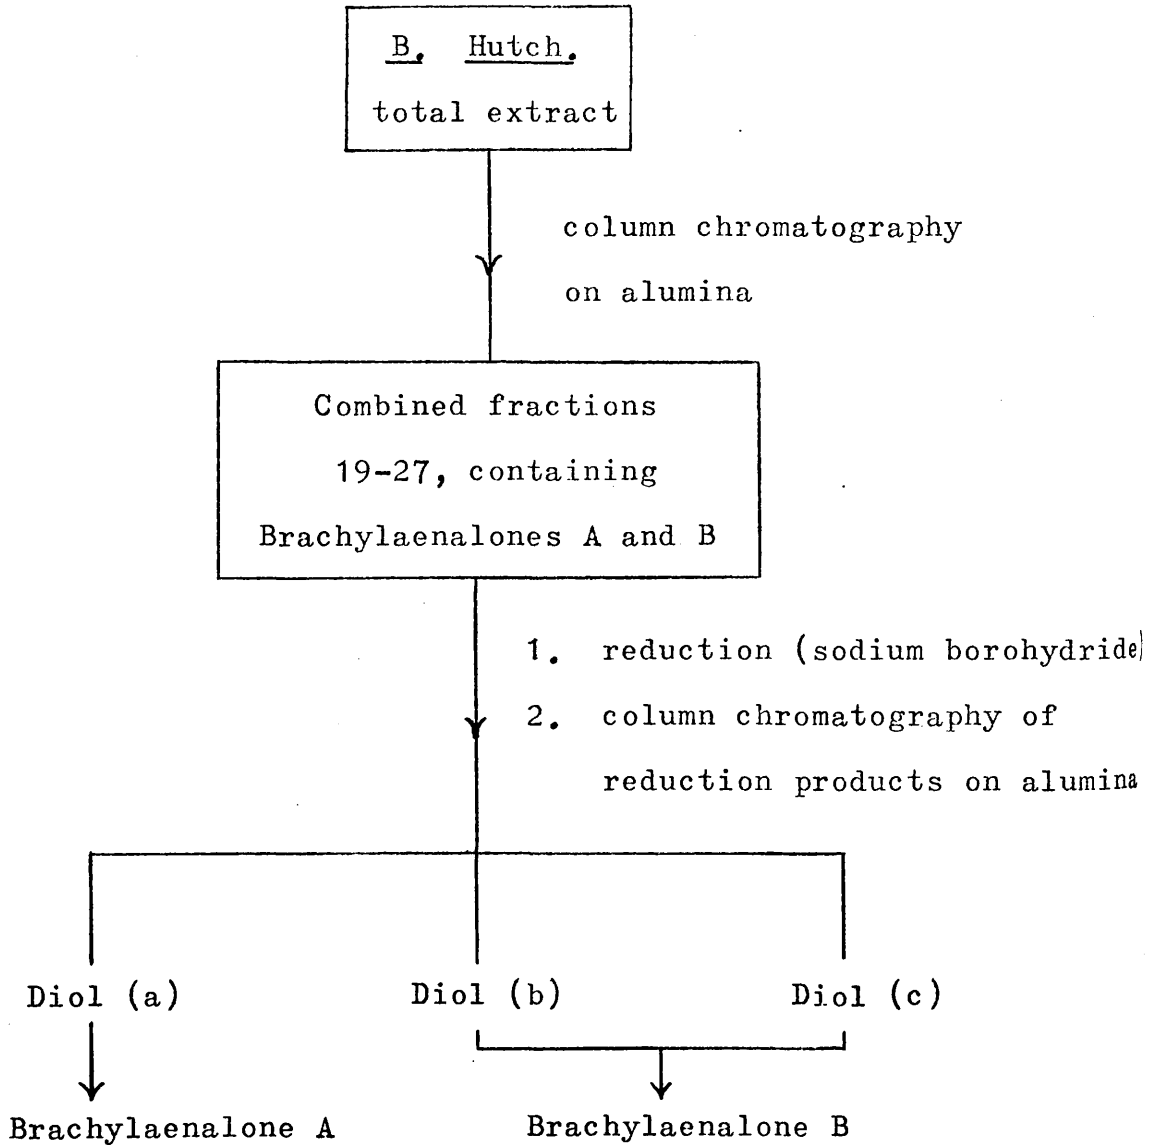 B. Hutch.
total extract
column chromatography
on alumina
Combined fractions
19-27, containing
Brachylaenalones A and B
1. reduction (sodium borohydride)
2. column chromatography of
reduction products on alumina
Diol (a)
Diol (b)
Diol (c)
Brachylaenalone A
Brachylaenalone B